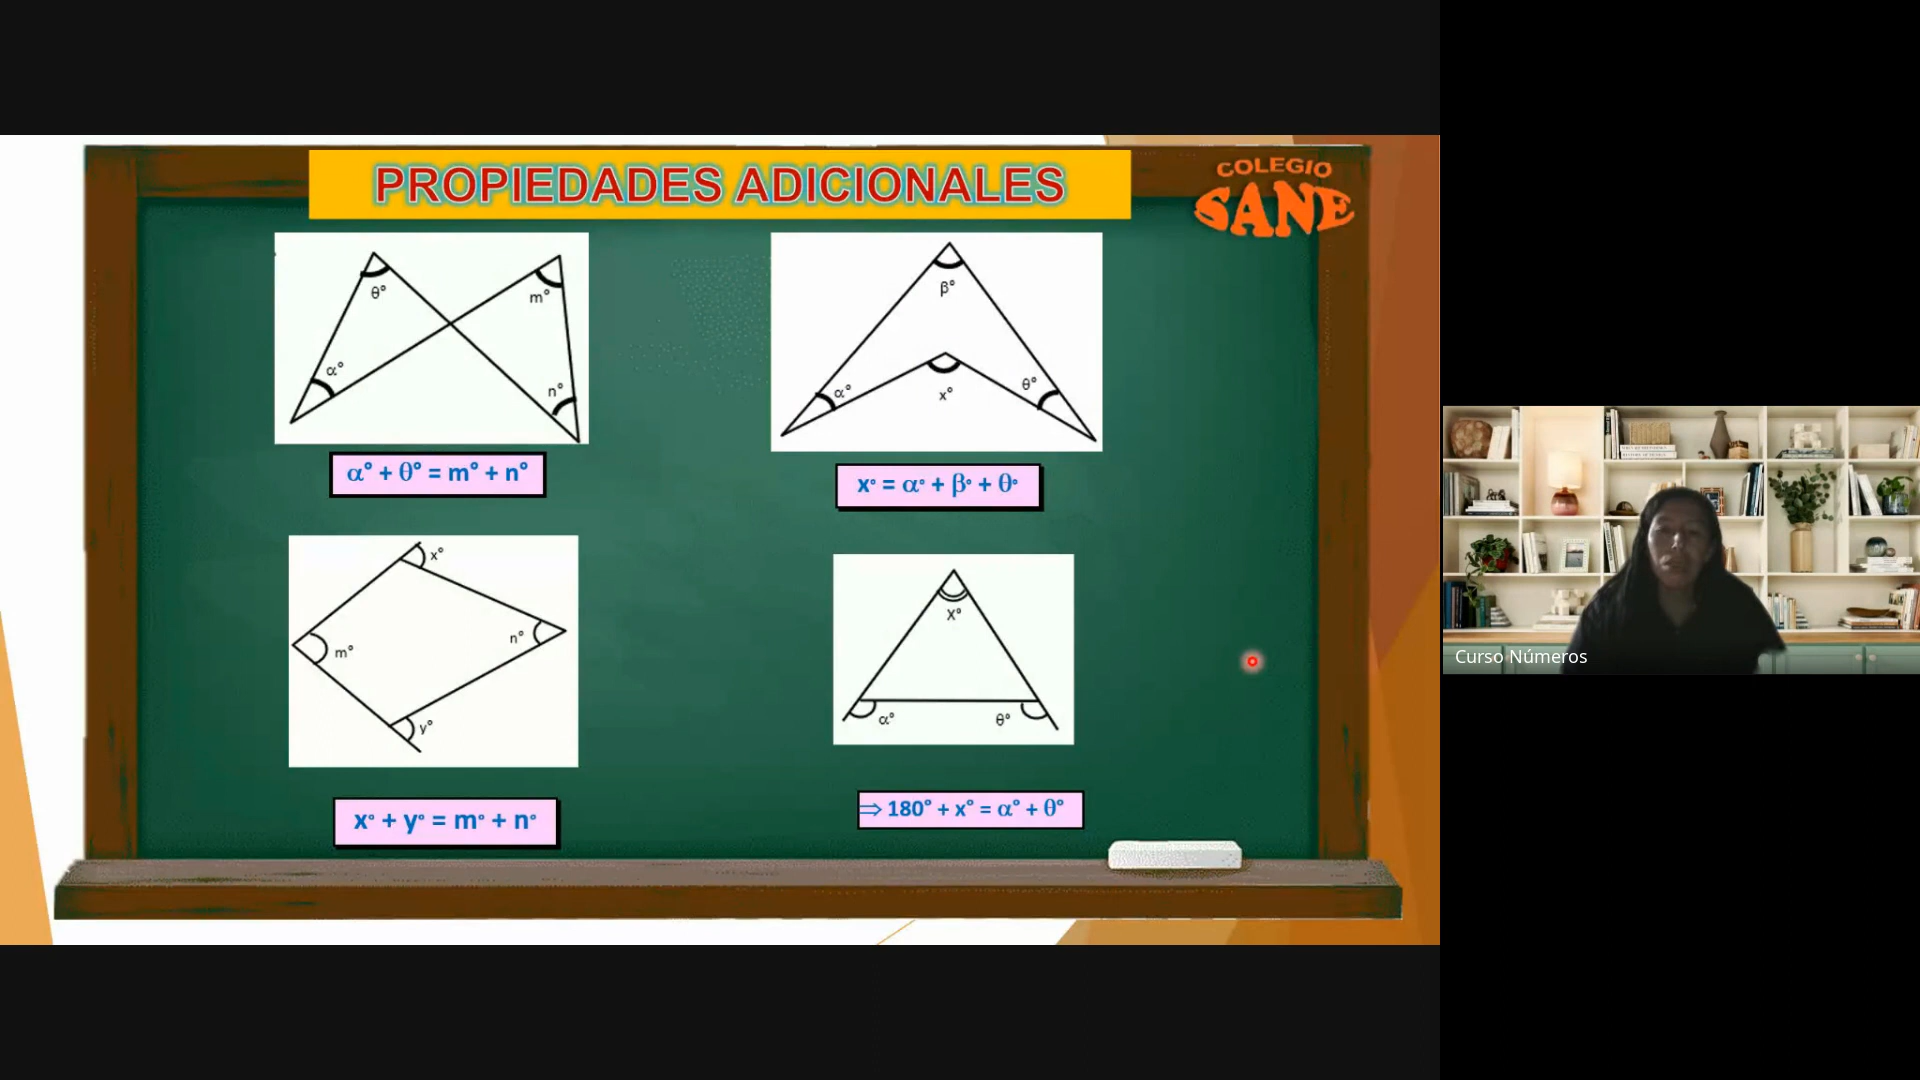 PROPIEDADES ADICIONALES
COLEGIO
SANE
θ°
m°
α°
n°
α° + θ° = m° + n°
β°
α°
θ°
x°
x° = α° + β° + θ°
x°
m°
n°
y°
x° + y° = m° + n°
X°
α°
θ°
⇒ 180° + x° = α° + θ°
Curso Números